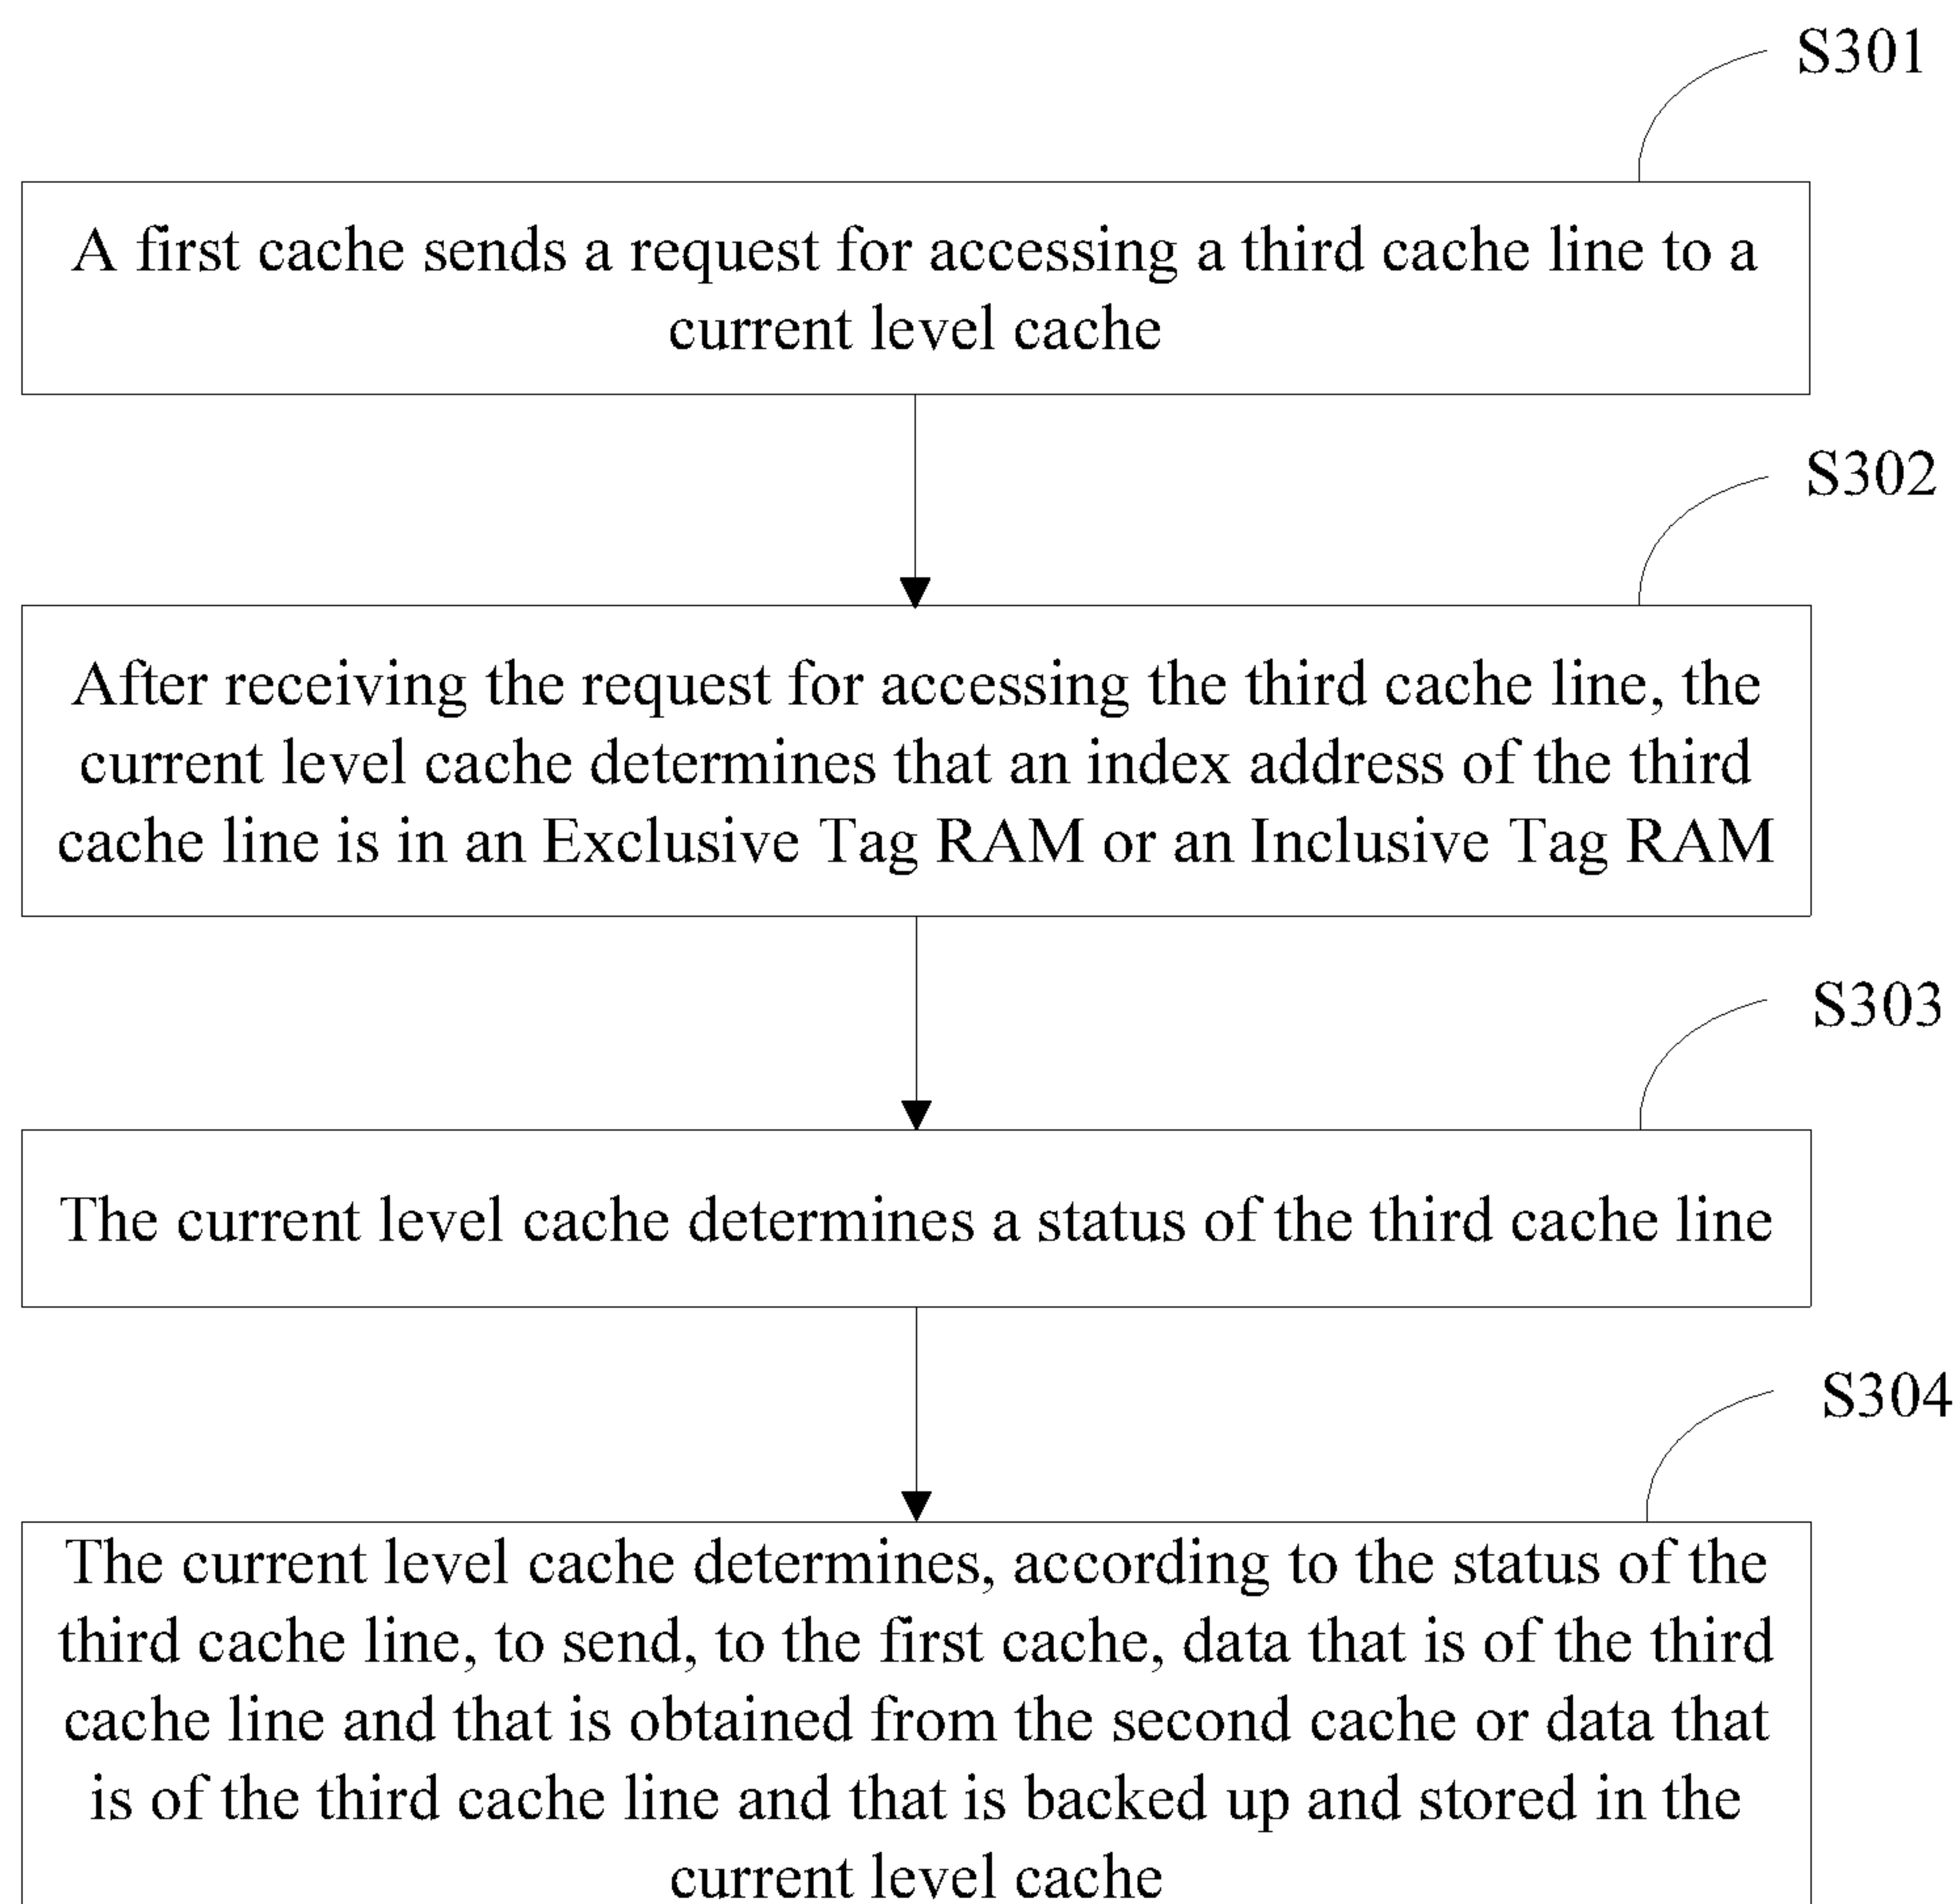 S301
A first cache sends a request for accessing a third cache line to a
current level cache
S302
After receiving the request for accessing the third cache line, the
current level cache determines that an index address of the third
cache line is in an Exclusive Tag RAM or an Inclusive Tag RAM
S303
The current level cache determines a status of the third cache line
S304
The current level cache determines, according to the status of the
third cache line, to send, to the first cache, data that is of the third
cache line and that is obtained from the second cache or data that
is of the third cache line and that is backed up and stored in the
current level cache